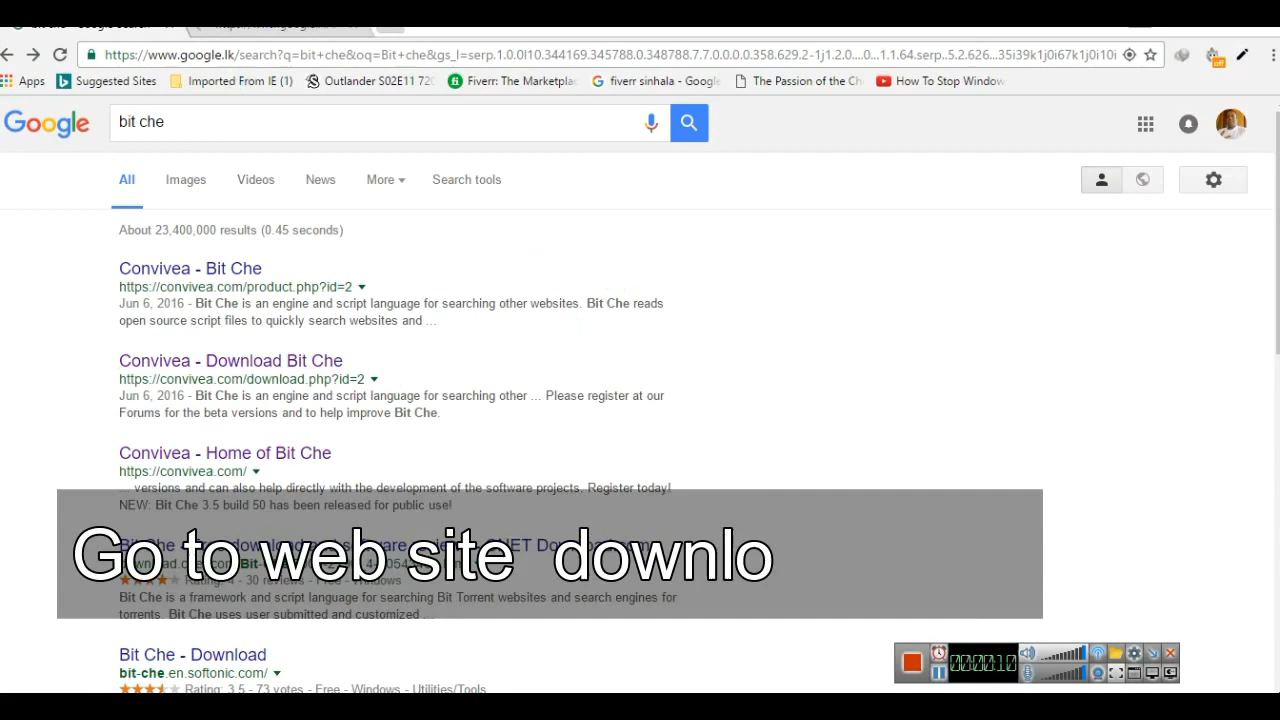 https://www.google.lk/search?q=bit+che&oq=Bit+che&gs_l=serp.1.0.0l10.344169.345788.0.348788.7.7.0.0.0.0.358.629.2-1j1.2.0....0...1.1.64.serp..5.2.626...35i39k1j0i67k1j0i10i
Apps Suggested Sites Imported From IE (1) Outlander S02E11 720 Fiverr: The Marketplac fiverr sinhala - Google The Passion of the Ch How To Stop Window
Google bit che
All Images Videos News More Search tools
About 23,400,000 results (0.45 seconds)
Convivea - Bit Che
https://convivea.com/product.php?id=2
Jun 6, 2016 - Bit Che is an engine and script language for searching other websites. Bit Che reads
open source script files to quickly search websites and ...
Convivea - Download Bit Che
https://convivea.com/download.php?id=2
Jun 6, 2016 - Bit Che is an engine and script language for searching other ... Please register at our
Forums for the beta versions and to help improve Bit Che.
Convivea - Home of Bit Che
https://convivea.com/
... versions and can also help directly with the development of the software projects. Register today!
NEW: Bit Che 3.5 build 50 has been released for public use!
Go to web site downlo
Rating: 4 - 30 reviews - Free - Windows
Bit Che is a framework and script language for searching Bit Torrent websites and search engines for
torrents. Bit Che uses user submitted and customized ...
Bit Che - Download
bit-che.en.softonic.com/
Rating: 3.5 - 73 votes - Free - Windows - Utilities/Tools
000010